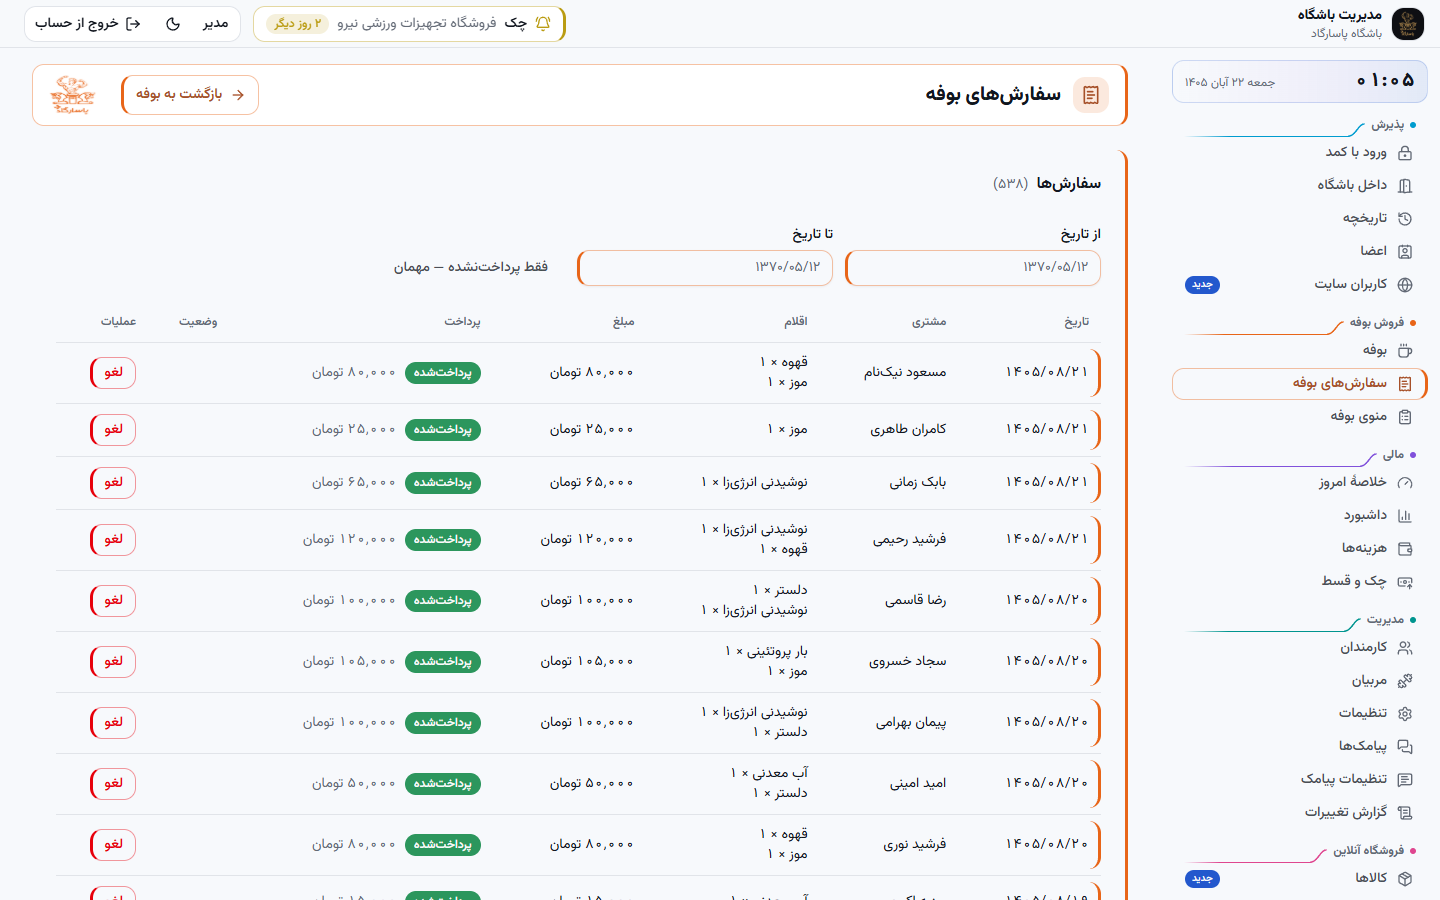 مدیریت باشگاه
باشگاه پاسارگاد
چک فروشگاه تجهیزات ورزشی نیرو ۲ روز دیگر
مدیر
خروج از حساب
۰۱:۰۵
جمعه ۲۲ آبان ۱۴۰۵
پذیرش
ورود با کمد
داخل باشگاه
تاریخچه
اعضا
کاربران سایت جدید
فروش بوفه
بوفه
سفارش‌های بوفه
منوی بوفه
مالی
خلاصهٔ امروز
داشبورد
هزینه‌ها
چک و قسط
مدیریت
کارمندان
مربیان
تنظیمات
پیامک‌ها
تنظیمات پیامک
گزارش تغییرات
فروشگاه آنلاین
کالاها جدید
سفارش‌های بوفه
بازگشت به بوفه
پاسارگاد
سفارش‌ها (۵۳۸)
از تاریخ تا تاریخ
۱۳۷۰/۰۵/۱۲ ۱۳۷۰/۰۵/۱۲ فقط پرداخت‌نشده – مهمان
تاریخ مشتری اقلام مبلغ پرداخت وضعیت عملیات
۱۴۰۵/۰۸/۲۱ مسعود نیک‌نام قهوه × ۱ ۸۰,۰۰۰ تومان پرداخت‌شده ۸۰,۰۰۰ تومان لغو
موز × ۱
۱۴۰۵/۰۸/۲۱ کامران طاهری موز × ۱ ۲۵,۰۰۰ تومان پرداخت‌شده ۲۵,۰۰۰ تومان لغو
۱۴۰۵/۰۸/۲۱ بابک زمانی نوشیدنی انرژی‌زا × ۱ ۶۵,۰۰۰ تومان پرداخت‌شده ۶۵,۰۰۰ تومان لغو
۱۴۰۵/۰۸/۲۱ فرشید رحیمی نوشیدنی انرژی‌زا × ۱ ۱۲۰,۰۰۰ تومان پرداخت‌شده ۱۲۰,۰۰۰ تومان لغو
قهوه × ۱
۱۴۰۵/۰۸/۲۰ رضا قاسمی دلستر × ۱ ۱۰۰,۰۰۰ تومان پرداخت‌شده ۱۰۰,۰۰۰ تومان لغو
نوشیدنی انرژی‌زا × ۱
۱۴۰۵/۰۸/۲۰ سجاد خسروی بار پروتئینی × ۱ ۱۰۵,۰۰۰ تومان پرداخت‌شده ۱۰۵,۰۰۰ تومان لغو
موز × ۱
۱۴۰۵/۰۸/۲۰ پیمان بهرامی نوشیدنی انرژی‌زا × ۱ ۱۰۰,۰۰۰ تومان پرداخت‌شده ۱۰۰,۰۰۰ تومان لغو
دلستر × ۱
۱۴۰۵/۰۸/۲۰ امید امینی آب معدنی × ۱ ۵۰,۰۰۰ تومان پرداخت‌شده ۵۰,۰۰۰ تومان لغو
دلستر × ۱
۱۴۰۵/۰۸/۲۰ فرشید نوری قهوه × ۱ ۸۰,۰۰۰ تومان پرداخت‌شده ۸۰,۰۰۰ تومان لغو
موز × ۱